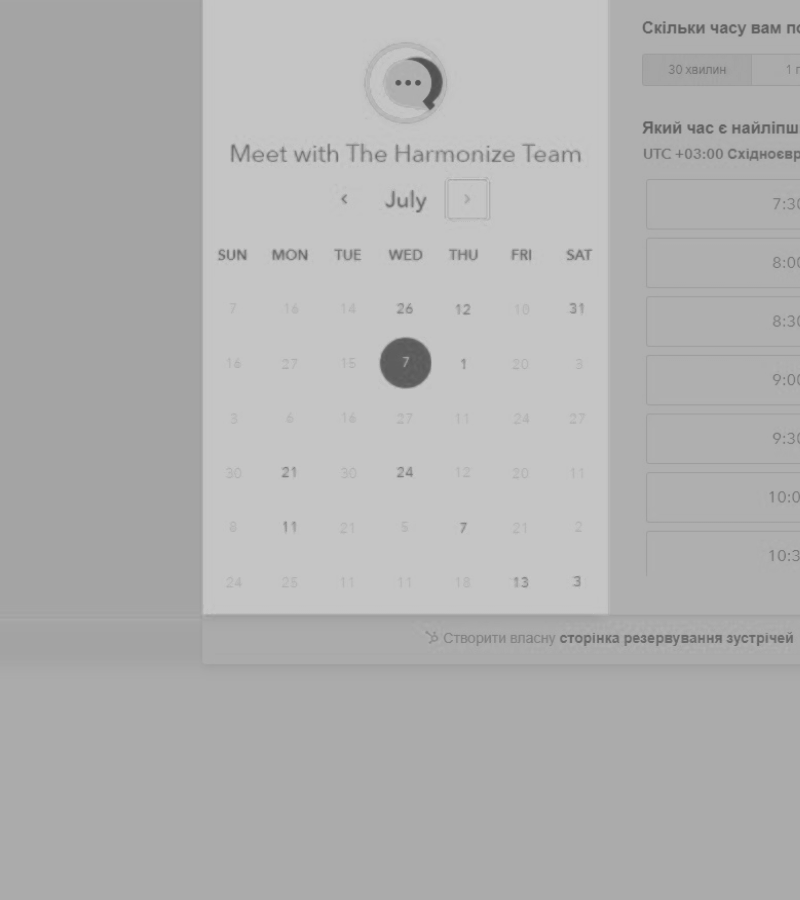 Meet with The Harmonize Team
July
SUN MON TUE WED THU FRI SAT
7 16 14 26 12 10 31
16 27 15 7 1 20 3
3 6 16 27 11 24 27
30 21 30 24 12 20 11
8 11 21 5 7 21 2
24 25 11 11 18 13 3
Скільки часу вам по
30 хвилин 1 г
Який час є найліпш
UTC +03:00 Східноєвр
7:30
8:00
8:30
9:00
9:30
10:0
10:3
Створити власну сторінка резервування зустрічей